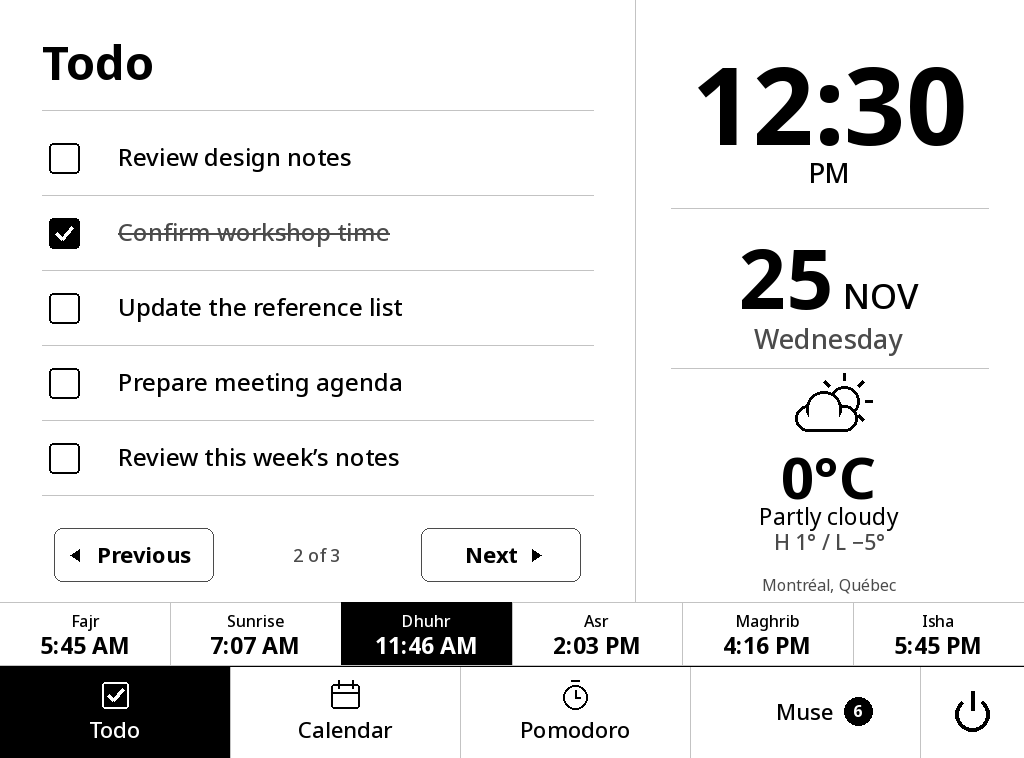 Todo
Review design notes
Confirm workshop time
Update the reference list
Prepare meeting agenda
Review this week’s notes
Previous
2 of 3
Next
12:30
PM
25 NOV
Wednesday
0°C
Partly cloudy
H 1° / L −5°
Montréal, Québec
Fajr
5:45 AM
Sunrise
7:07 AM
Dhuhr
11:46 AM
Asr
2:03 PM
Maghrib
4:16 PM
Isha
5:45 PM
Todo
Calendar
Pomodoro
Muse 6